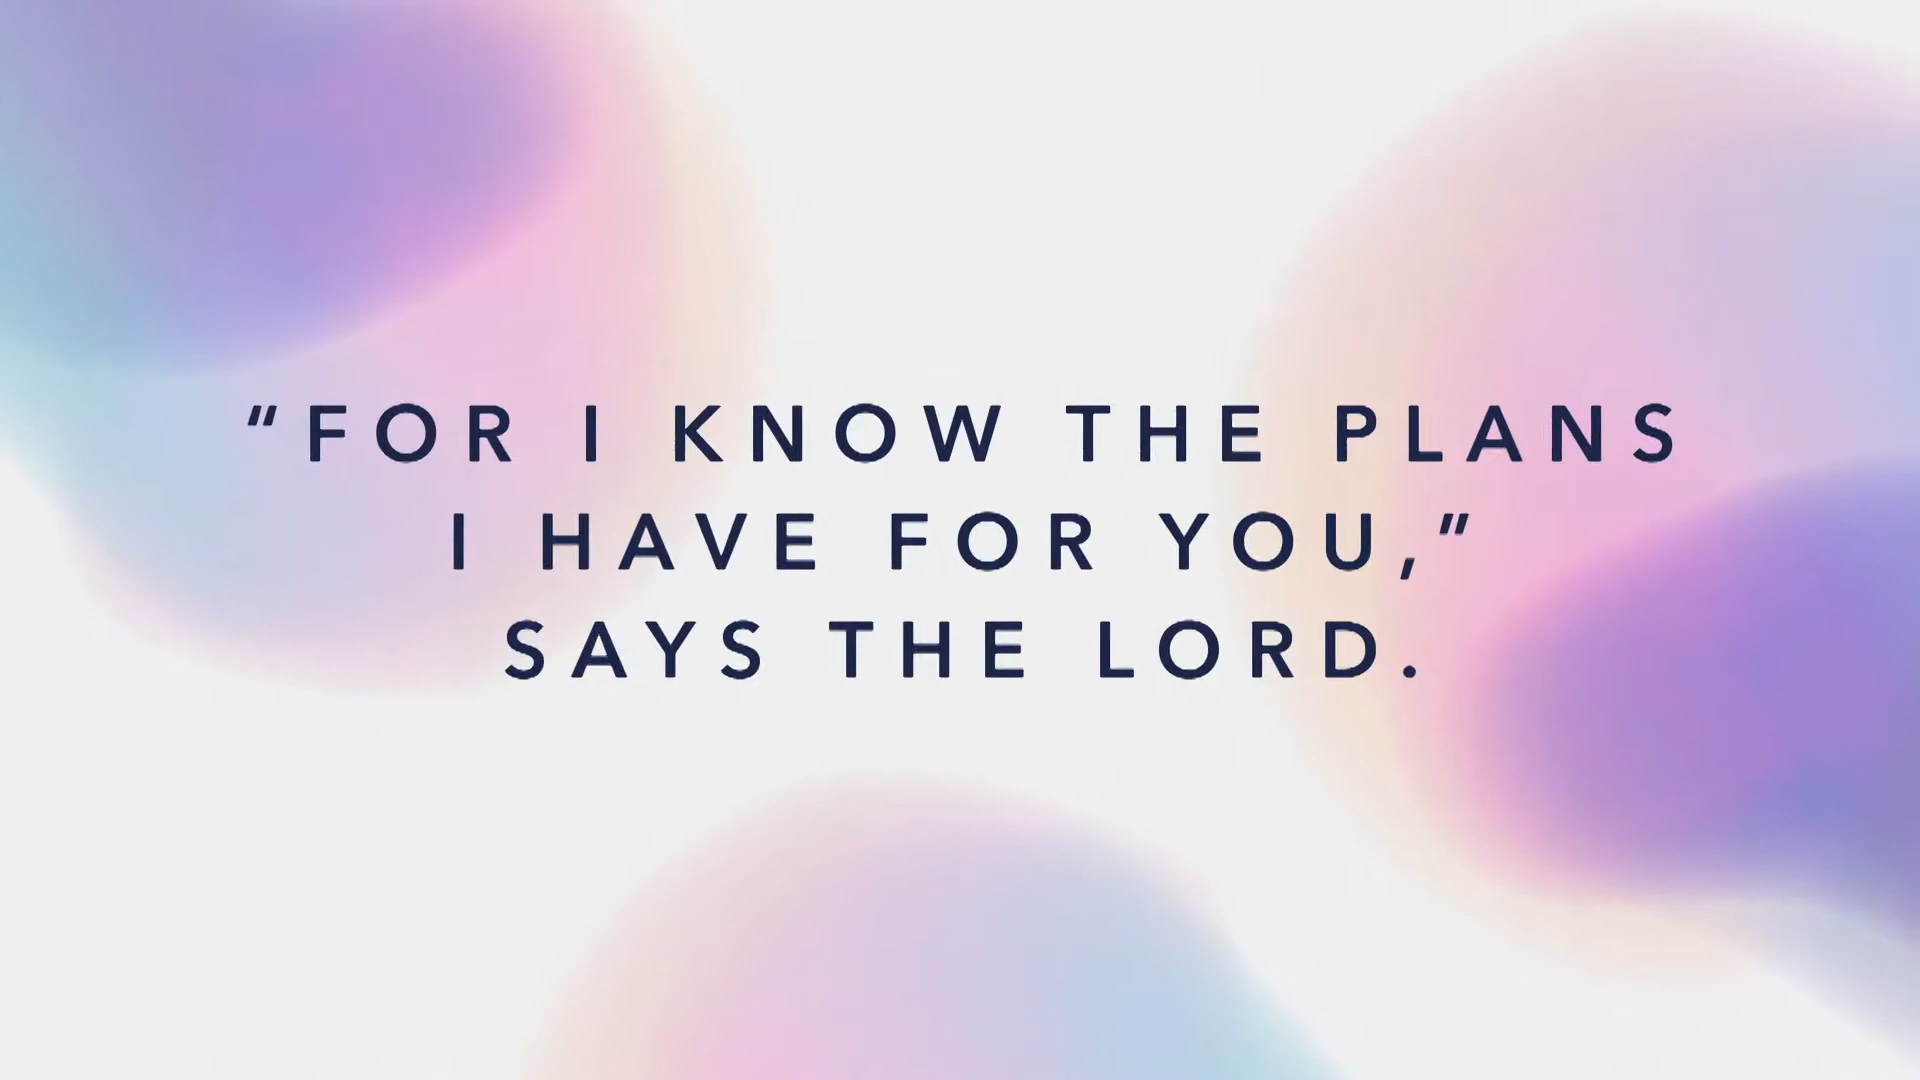 “FOR I KNOW THE PLANS
I HAVE FOR YOU,”
SAYS THE LORD.